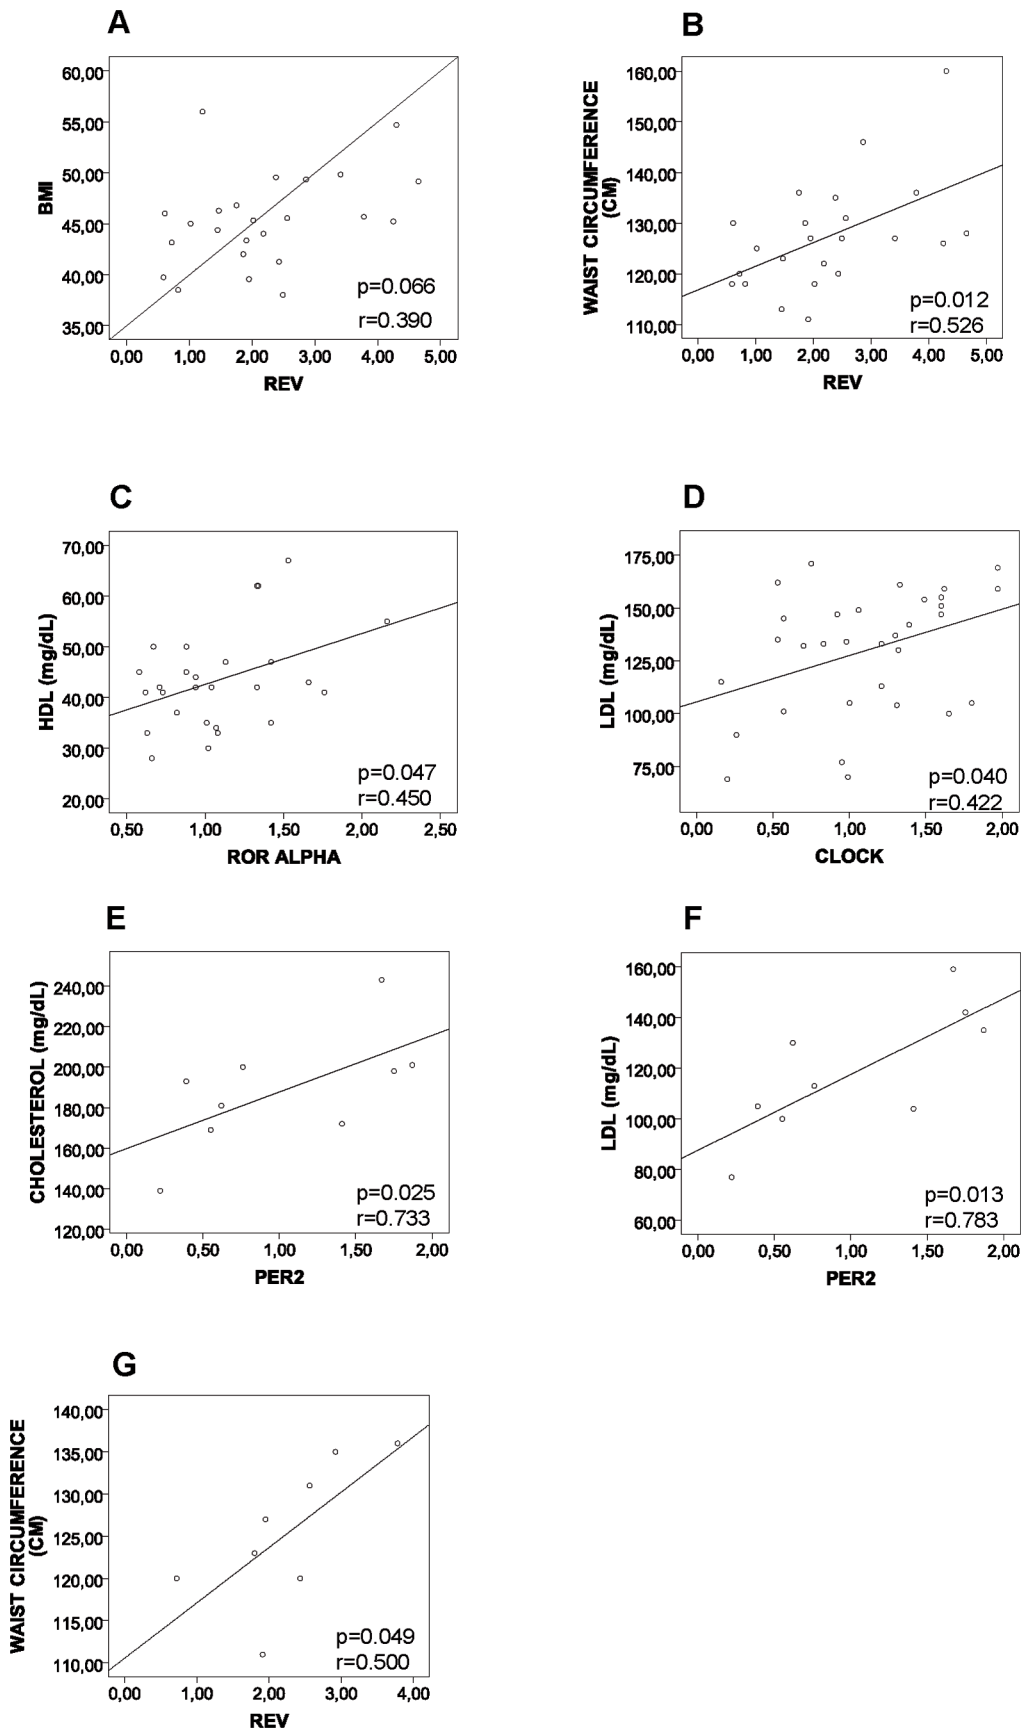 A
60,00
55,00
50,00
45,00
40,00
35,00
BMI
p=0.066
r=0.390
0,00 1,00 2,00 3,00 4,00 5,00
REV
B
160,00
150,00
140,00
130,00
120,00
110,00
WAIST CIRCUMFERENCE
(CM)
p=0.012
r=0.526
0,00 1,00 2,00 3,00 4,00 5,00
REV
C
70,00
60,00
50,00
40,00
30,00
20,00
HDL (mg/dL)
p=0.047
r=0.450
0,50 1,00 1,50 2,00 2,50
ROR ALPHA
D
175,00
150,00
125,00
100,00
75,00
LDL (mg/dL)
p=0.040
r=0.422
0,00 0,50 1,00 1,50 2,00
CLOCK
E
240,00
220,00
200,00
180,00
160,00
140,00
120,00
CHOLESTEROL (mg/dL)
p=0.025
r=0.733
0,00 0,50 1,00 1,50 2,00
PER2
F
160,00
140,00
120,00
100,00
80,00
60,00
LDL (mg/dL)
p=0.013
r=0.783
0,00 0,50 1,00 1,50 2,00
PER2
G
140,00
135,00
130,00
125,00
120,00
115,00
110,00
WAIST CIRCUMFERENCE
(CM)
p=0.049
r=0.500
0,00 1,00 2,00 3,00 4,00
REV